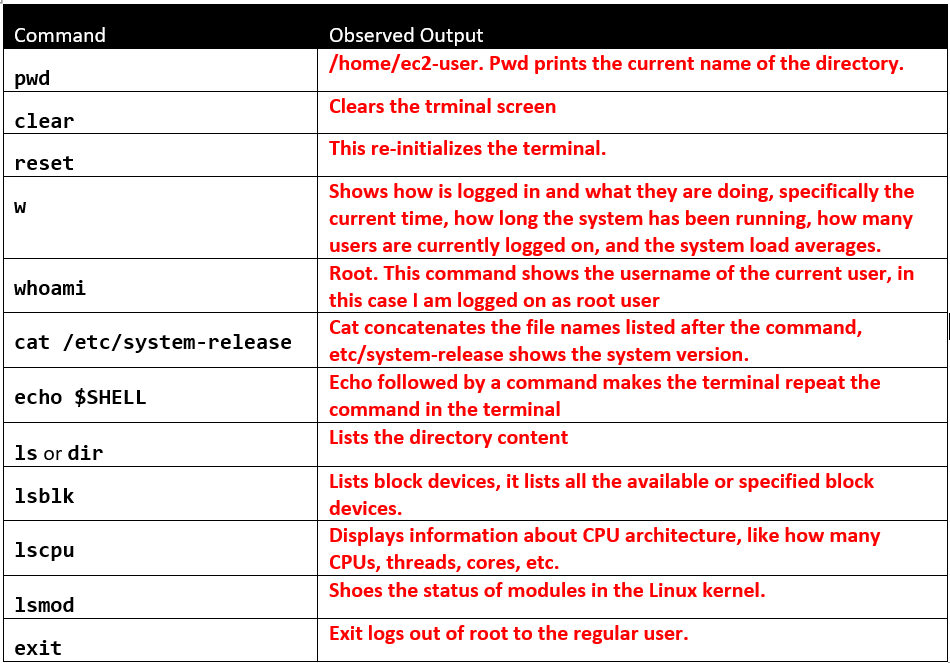 Command Observed Output
pwd /home/ec2-user. Pwd prints the current name of the directory.
clear Clears the trminal screen
reset This re-initializes the terminal.
w Shows how is logged in and what they are doing, specifically the
current time, how long the system has been running, how many
users are currently logged on, and the system load averages.
whoami Root. This command shows the username of the current user, in
this case I am logged on as root user
cat /etc/system-release Cat concatenates the file names listed after the command,
etc/system-release shows the system version.
echo $SHELL Echo followed by a command makes the terminal repeat the
command in the terminal
ls or dir Lists the directory content
lsblk Lists block devices, it lists all the available or specified block
devices.
lscpu Displays information about CPU architecture, like how many
CPUs, threads, cores, etc.
lsmod Shoes the status of modules in the Linux kernel.
exit Exit logs out of root to the regular user.